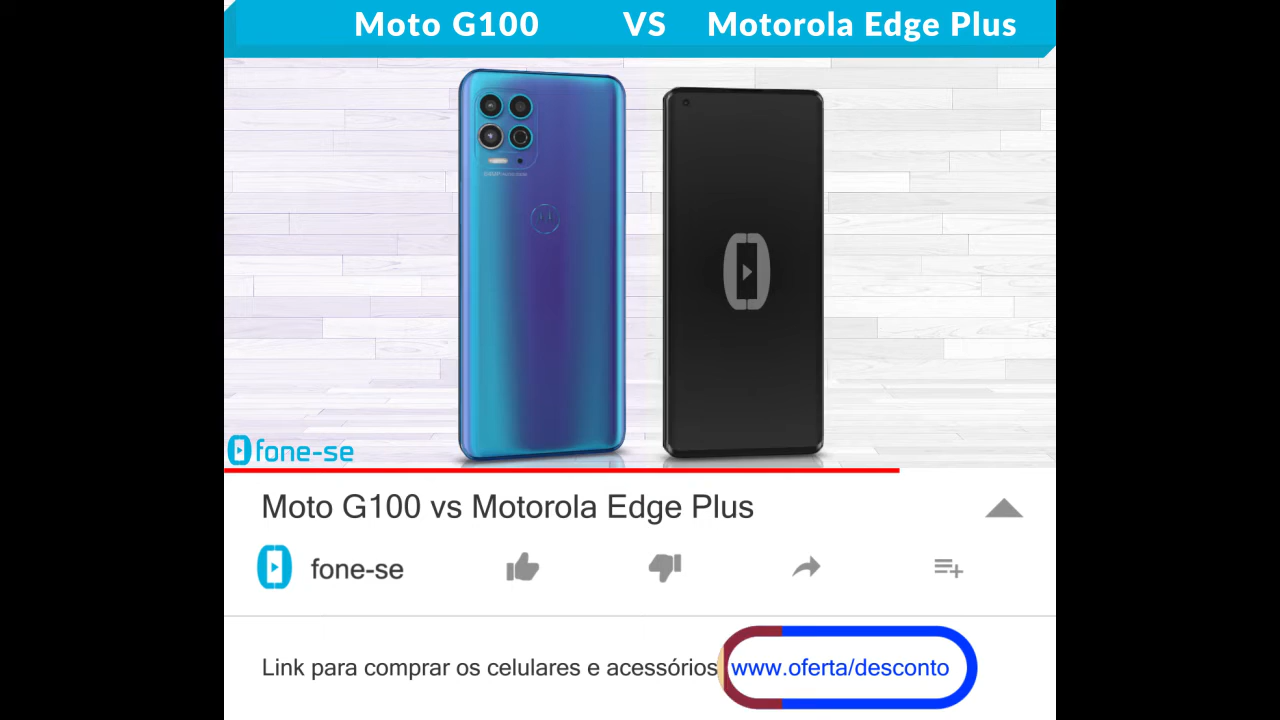 Moto G100 VS Motorola Edge Plus
fone-se
Moto G100 vs Motorola Edge Plus
fone-se
Link para comprar os celulares e acessórios www.oferta/desconto